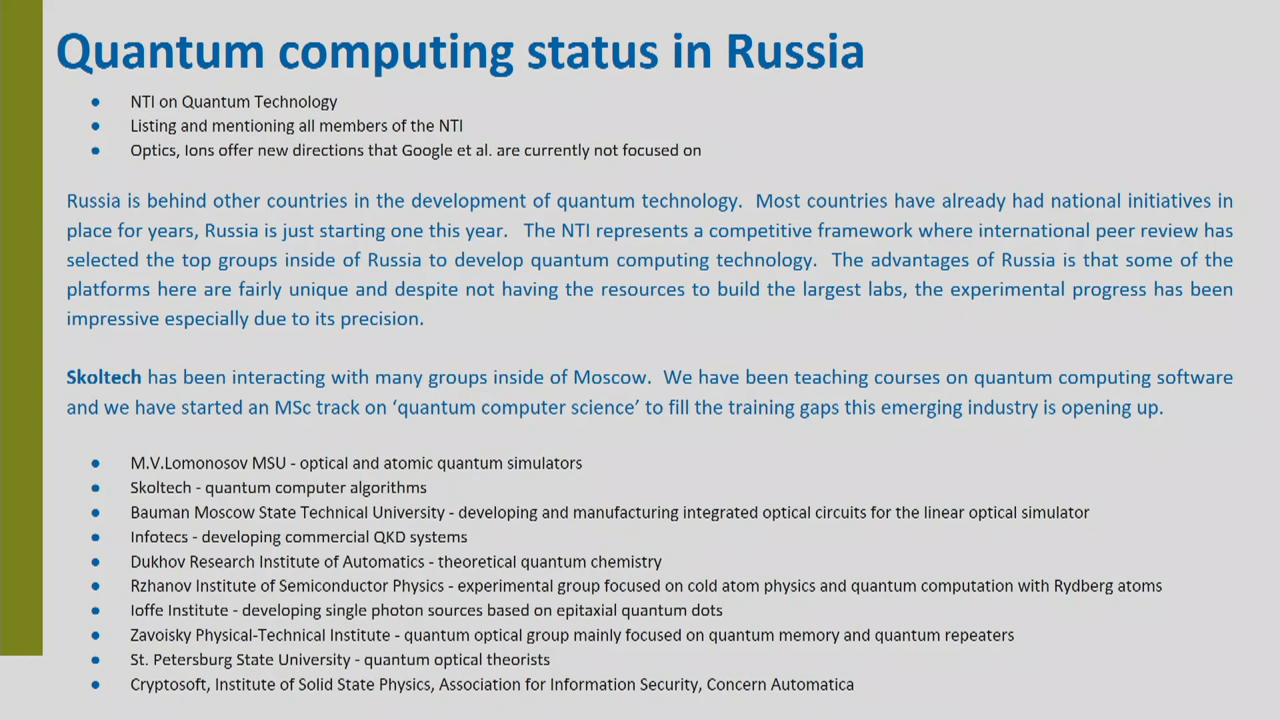 Quantum computing status in Russia
● NTI on Quantum Technology
● Listing and mentioning all members of the NTI
● Optics, Ions offer new directions that Google et al. are currently not focused on
Russia is behind other countries in the development of quantum technology. Most countries have already had national initiatives in
place for years, Russia is just starting one this year. The NTI represents a competitive framework where international peer review has
selected the top groups inside of Russia to develop quantum computing technology. The advantages of Russia is that some of the
platforms here are fairly unique and despite not having the resources to build the largest labs, the experimental progress has been
impressive especially due to its precision.
Skoltech has been interacting with many groups inside of Moscow. We have been teaching courses on quantum computing software
and we have started an MSc track on ‘quantum computer science’ to fill the training gaps this emerging industry is opening up.
● M.V.Lomonosov MSU - optical and atomic quantum simulators
● Skoltech - quantum computer algorithms
● Bauman Moscow State Technical University - developing and manufacturing integrated optical circuits for the linear optical simulator
● Infotecs - developing commercial QKD systems
● Dukhov Research Institute of Automatics - theoretical quantum chemistry
● Rzhanov Institute of Semiconductor Physics - experimental group focused on cold atom physics and quantum computation with Rydberg atoms
● Ioffe Institute - developing single photon sources based on epitaxial quantum dots
● Zavoisky Physical-Technical Institute - quantum optical group mainly focused on quantum memory and quantum repeaters
● St. Petersburg State University - quantum optical theorists
● Cryptosoft, Institute of Solid State Physics, Association for Information Security, Concern Automatica